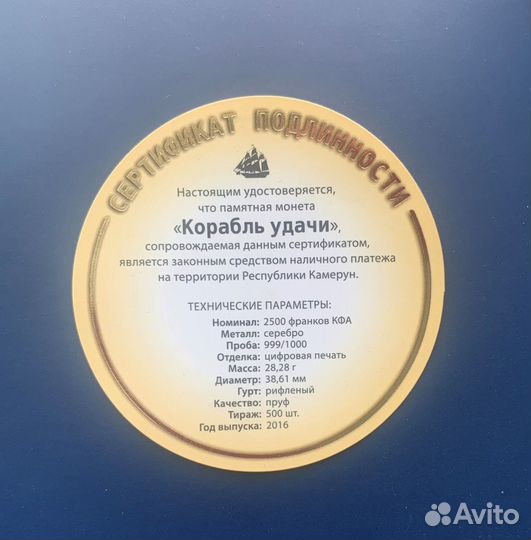 СЕРТИФИКАТ ПОДЛИННОСТИ
Настоящим удостоверяется,
что памятная монета
«Корабль удачи»,
сопровождаемая данным сертификатом,
является законным средством наличного платежа
на территории Республики Камерун.
ТЕХНИЧЕСКИЕ ПАРАМЕТРЫ:
Номинал: 2500 франков КФА
Металл: серебро
Проба: 999/1000
Отделка: цифровая печать
Масса: 28,28 г
Диаметр: 38,61 мм
Гурт: рифленый
Качество: пруф
Тираж: 500 шт.
Год выпуска: 2016
Avito